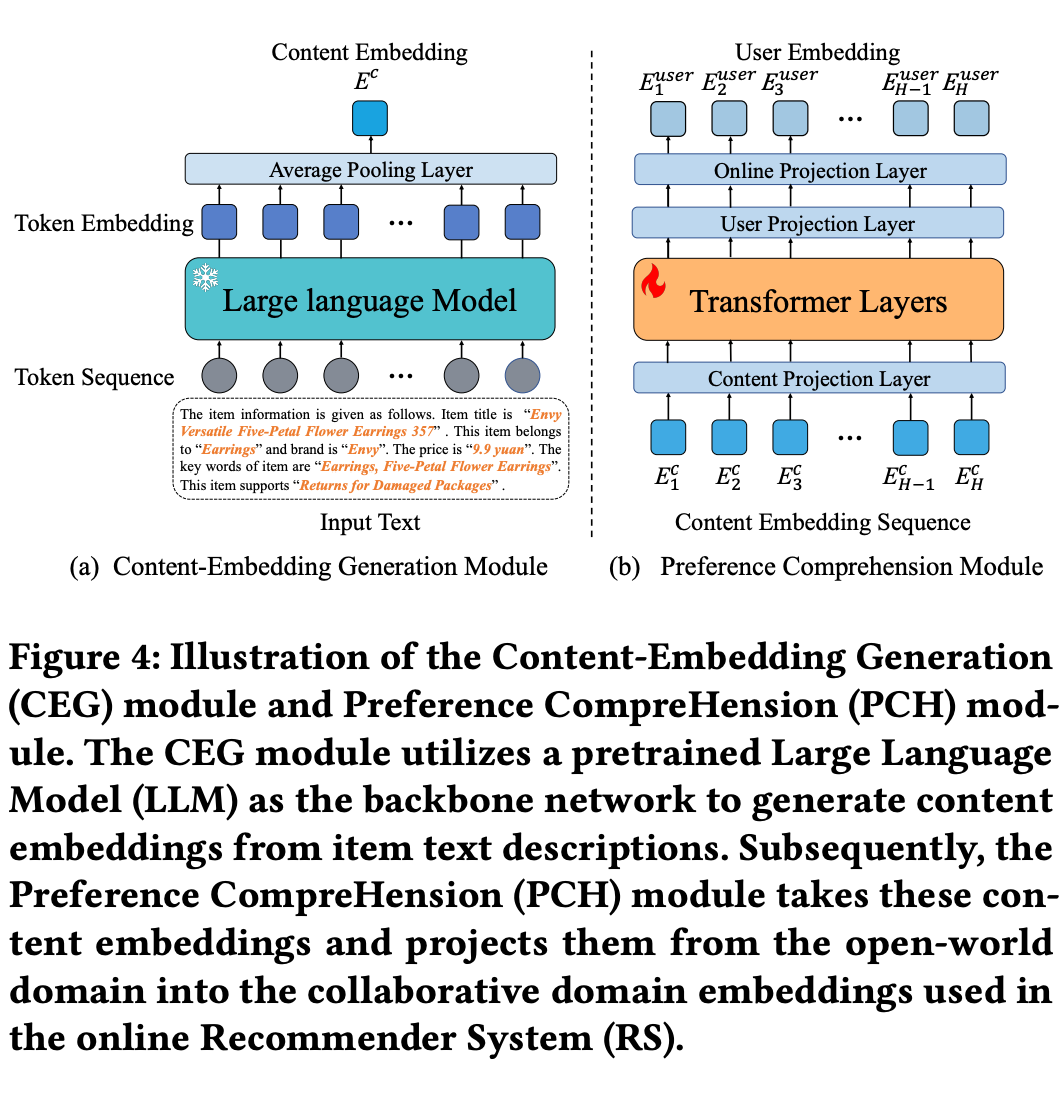 Content Embedding
E^c
Average Pooling Layer
Token Embedding
...
Large language Model
Token Sequence
...
The item information is given as follows. Item title is “Envy
Versatile Five-Petal Flower Earrings 357” . This item belongs
to “Earrings” and brand is “Envy”. The price is “9.9 yuan”. The
key words of item are “Earrings, Five-Petal Flower Earrings”.
This item supports “Returns for Damaged Packages” .
Input Text
(a) Content-Embedding Generation Module
User Embedding
E_1^{user} E_2^{user} E_3^{user} E_{H-1}^{user} E_H^{user}
...
Online Projection Layer
User Projection Layer
Transformer Layers
Content Projection Layer
...
E_1^c E_2^c E_3^c E_{H-1}^c E_H^c
Content Embedding Sequence
(b) Preference Comprehension Module
Figure 4: Illustration of the Content-Embedding Generation
(CEG) module and Preference CompreHension (PCH) mod-
ule. The CEG module utilizes a pretrained Large Language
Model (LLM) as the backbone network to generate content
embeddings from item text descriptions. Subsequently, the
Preference CompreHension (PCH) module takes these con-
tent embeddings and projects them from the open-world
domain into the collaborative domain embeddings used in
the online Recommender System (RS).